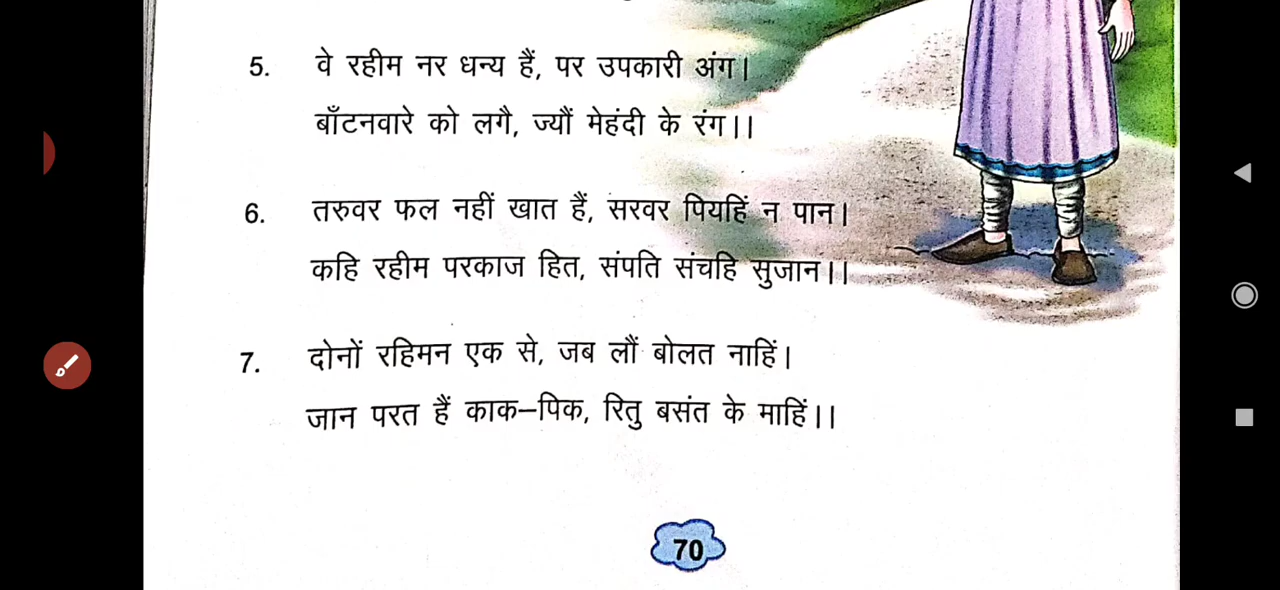 5. वे रहीम नर धन्य हैं, पर उपकारी अंग।
बाँटनवारे को लगै, ज्यौं मेहंदी के रंग।।
6. तरुवर फल नहीं खात हैं, सरवर पियहिं न पान।
कहि रहीम परकाज हित, संपति संचहि सुजान।।
7. दोनों रहिमन एक से, जब लौं बोलत नाहिं।
जान परत हैं काक–पिक, रितु बसंत के माहिं।।
70